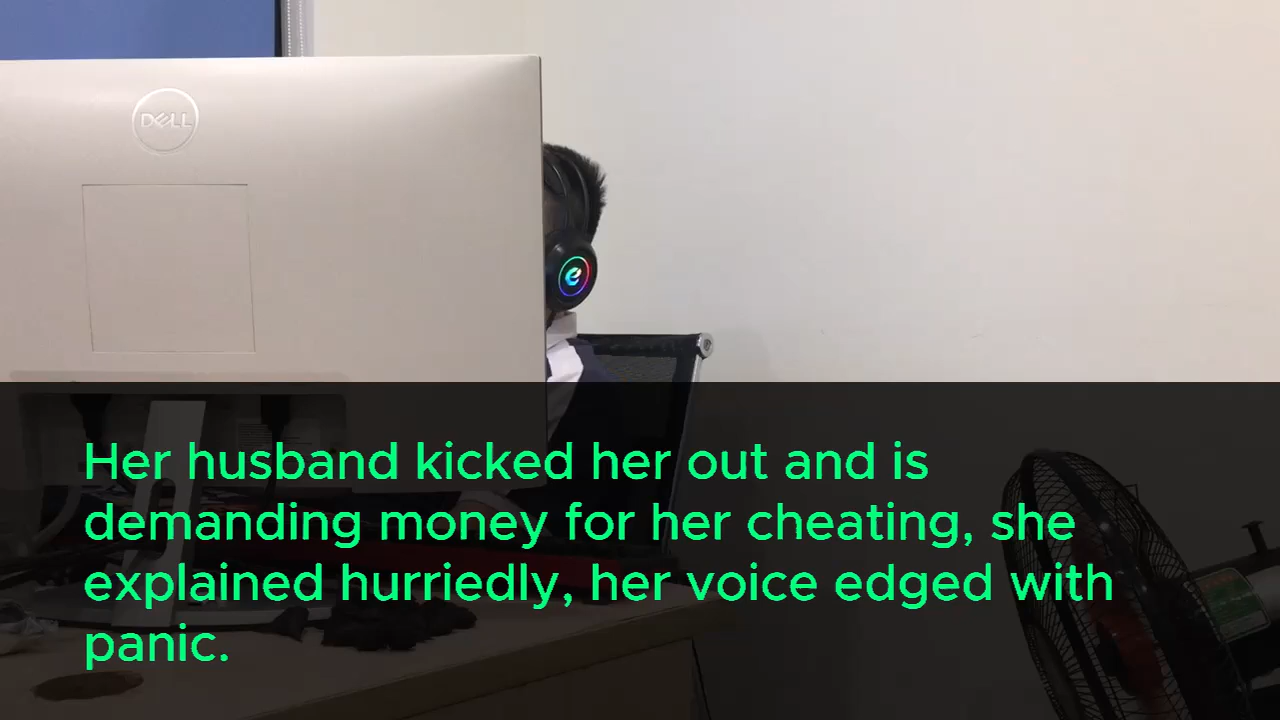 DELL
Her husband kicked her out and is
demanding money for her cheating, she
explained hurriedly, her voice edged with
panic.